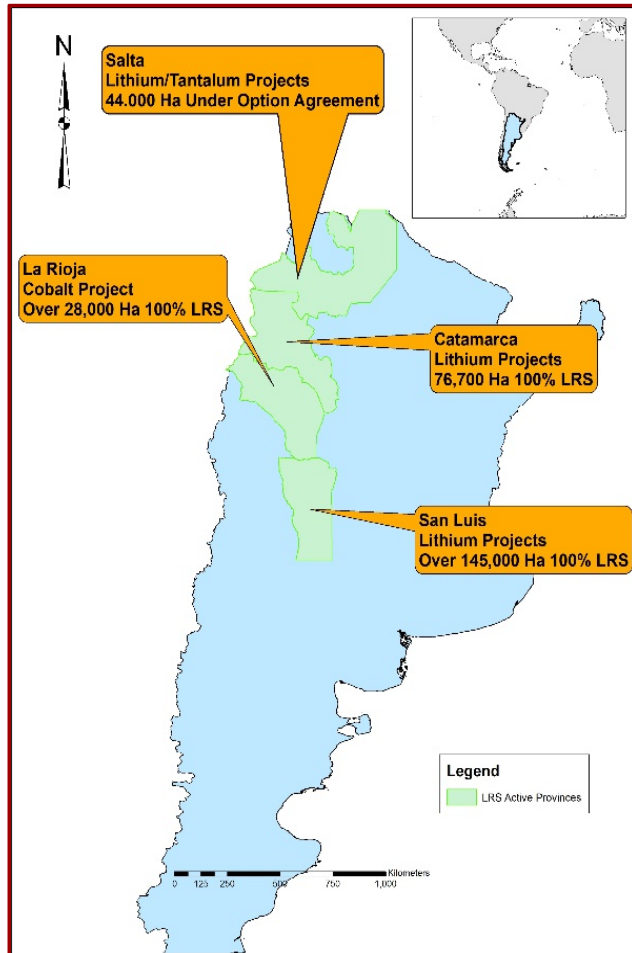 N
Salta
Lithium/Tantalum Projects
44.000 Ha Under Option Agreement
La Rioja
Cobalt Project
Over 28,000 Ha 100% LRS
Catamarca
Lithium Projects
76,700 Ha 100% LRS
San Luis
Lithium Projects
Over 145,000 Ha 100% LRS
Legend
LRS Active Provinces
Kilometers
0 125 250 500 750 1,000